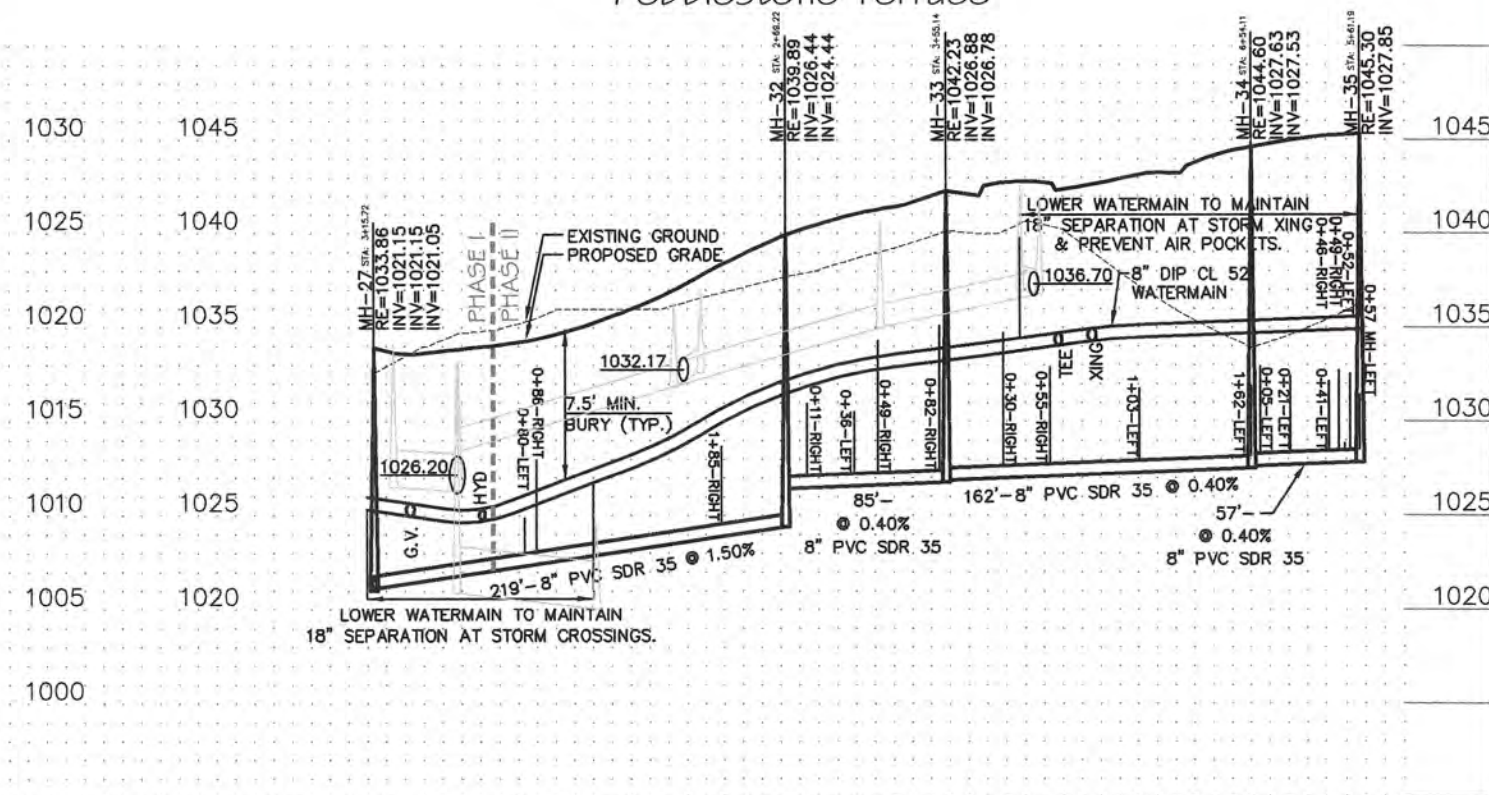 Pebblestone Terrace
MH-32 STA: 2+69.22
RE=1039.89
INV=1026.44
INV=1024.44
MH-33 STA: 3+55.14
RE=1042.23
INV=1026.88
INV=1026.78
MH-34 STA: 6+54.11
RE=1044.60
INV=1027.63
INV=1027.53
MH-35 STA: 5+61.19
RE=1045.30
INV=1027.85
1030 1045 1045
1025 1040 1040
MH-27 STA: 3+15.72
RE=1033.86
INV=1021.15
INV=1021.15
INV=1021.05
PHASE I
PHASE II
EXISTING GROUND
PROPOSED GRADE
LOWER WATERMAIN TO MAINTAIN
18" SEPARATION AT STORM XING
& PREVENT AIR POCKETS.
1036.70
8" DIP CL 52
WATERMAIN
0+46-RIGHT
0+49-RIGHT
0+52-LEFT
0+57 MH-LEFT
1020 1035 1035
1032.17
TEE
XING
1015 1030 1030
7.5' MIN.
BURY (TYP.)
0+80-LEFT
0+86-RIGHT
1+85-RIGHT
0+11-RIGHT
0+36-LEFT
0+49-RIGHT
0+82-RIGHT
0+30-RIGHT
0+55-RIGHT
1+03-LEFT
1+62-LEFT
0+05-LEFT
0+21-LEFT
0+41-LEFT
1026.20
G.V.
HYD
1010 1025 1025
85'-
@ 0.40%
8" PVC SDR 35
162'-8" PVC SDR 35 @ 0.40%
57'-
@ 0.40%
8" PVC SDR 35
219'-8" PVC SDR 35 @ 1.50%
1005 1020 1020
LOWER WATERMAIN TO MAINTAIN
18" SEPARATION AT STORM CROSSINGS.
1000